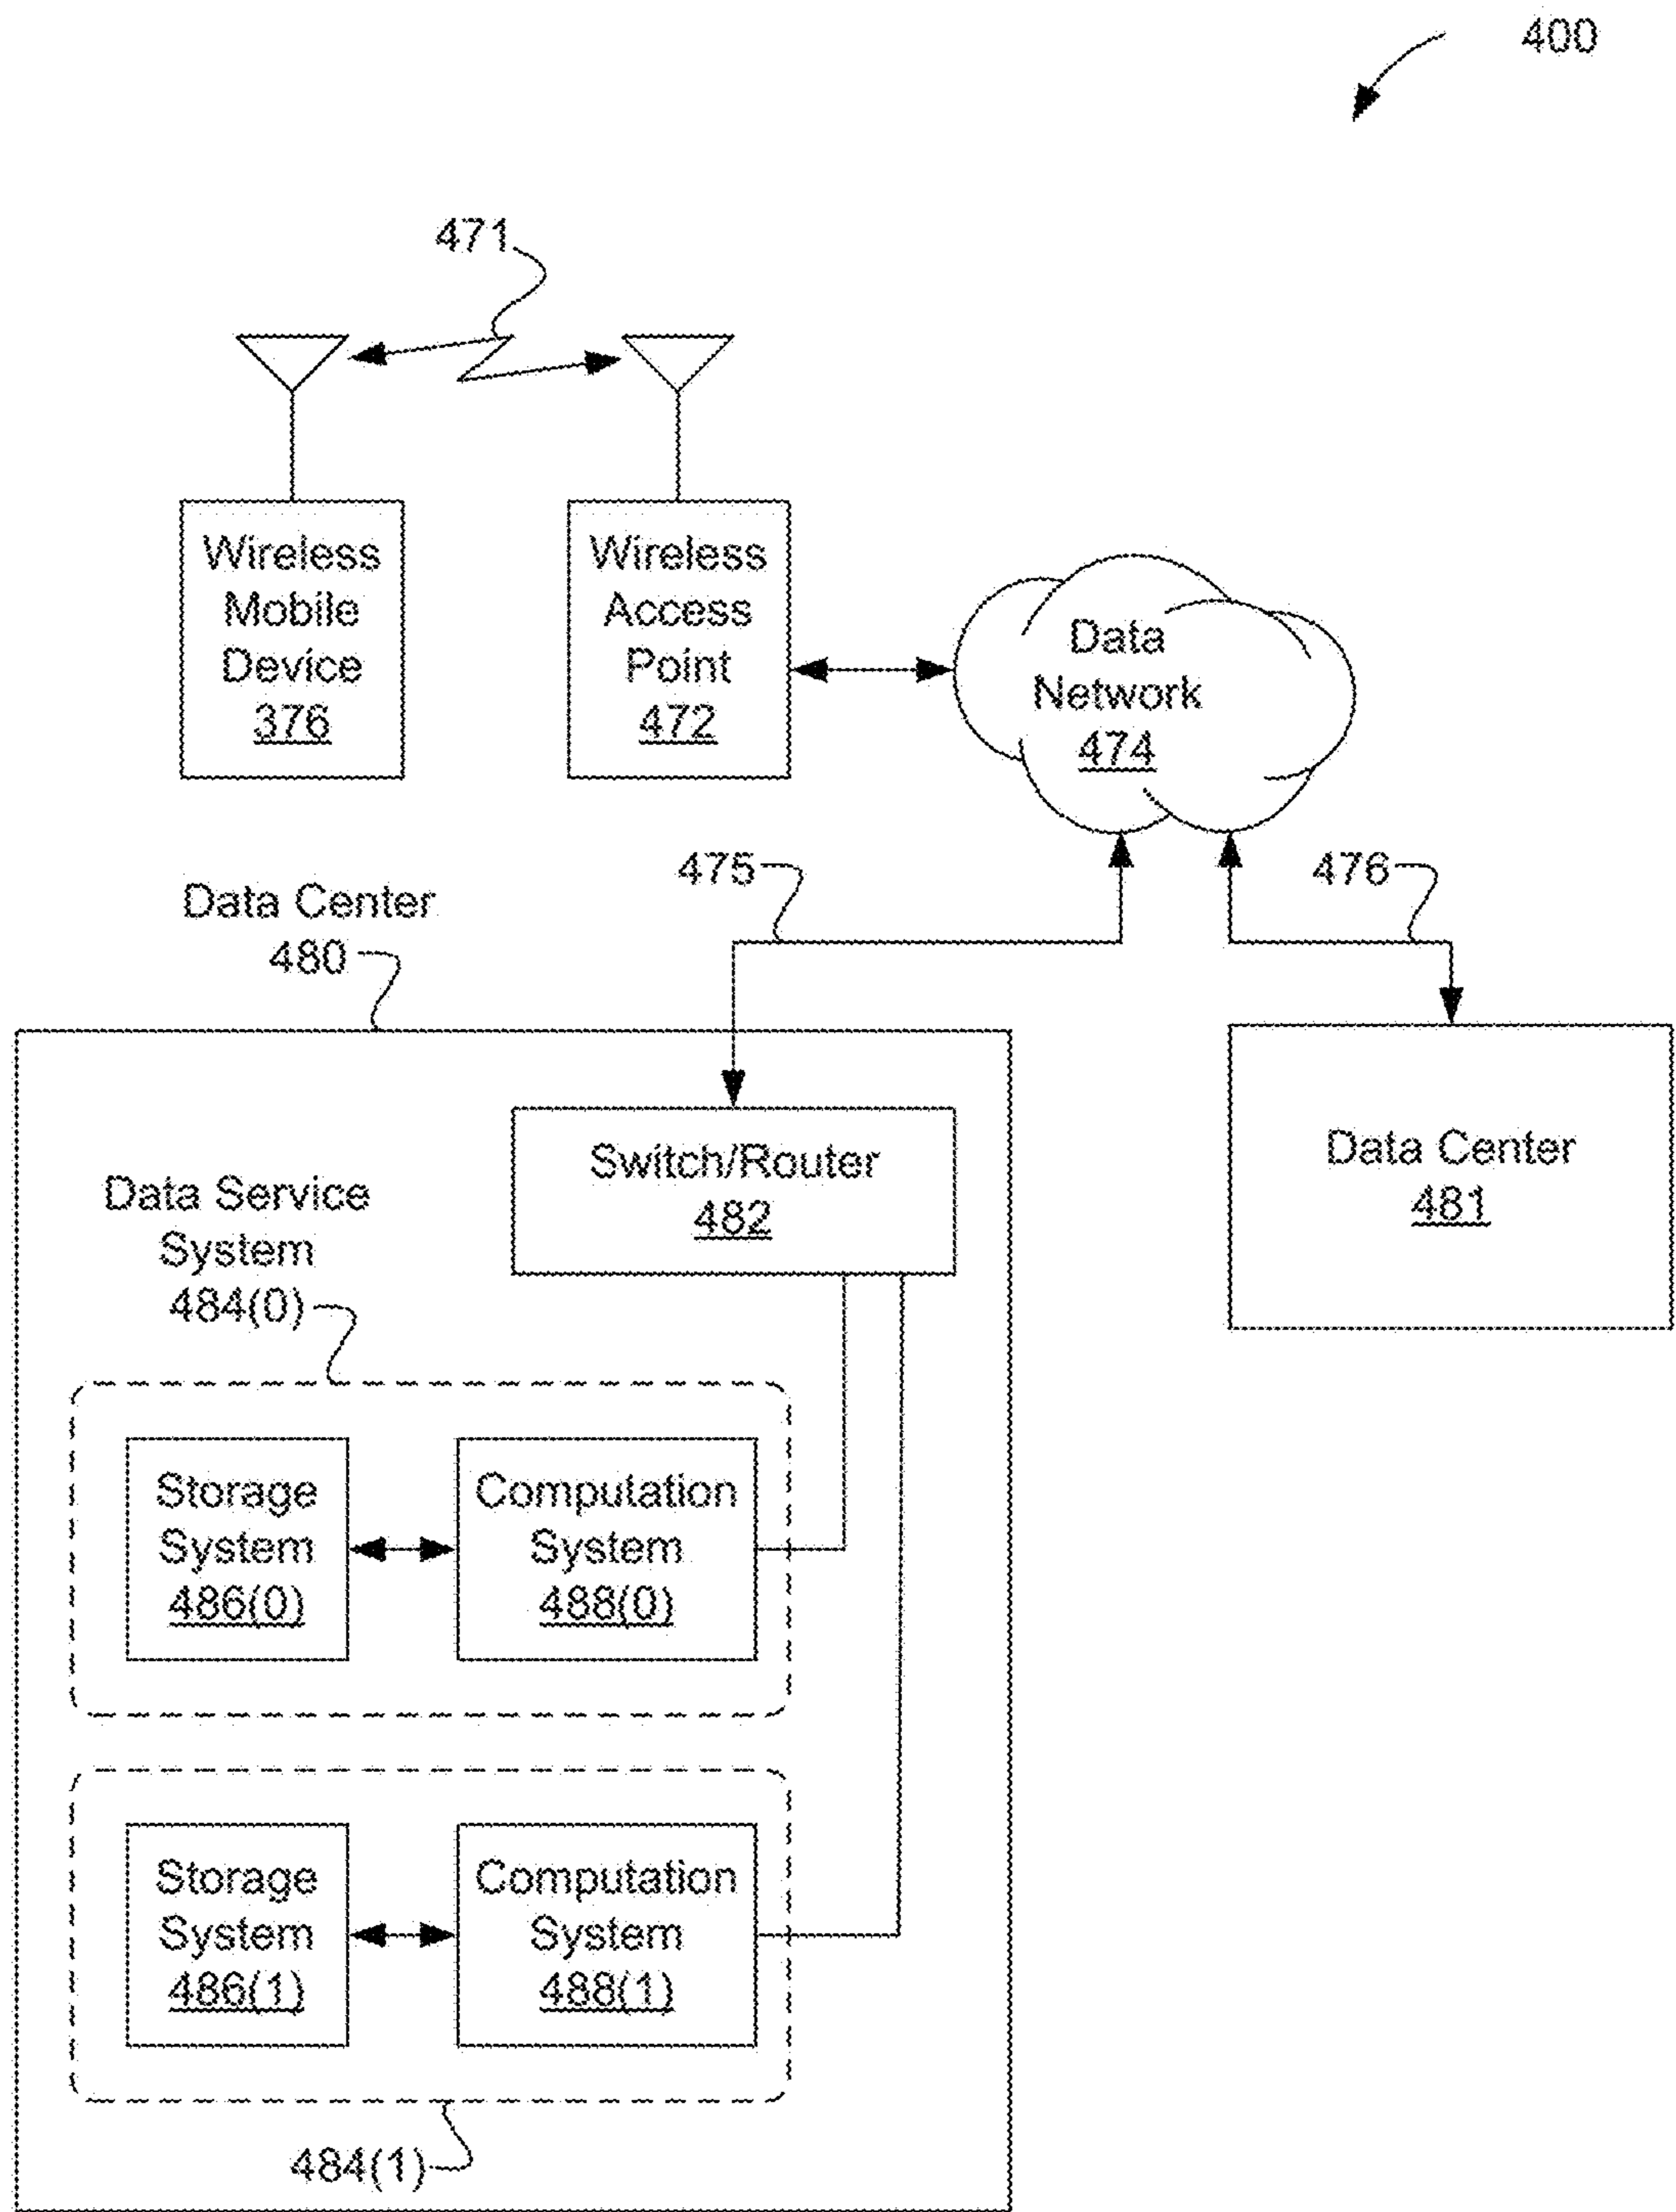 400
471
Wireless
Mobile
Device
376
Wireless
Access
Point
472
Data
Network
474
475
476
Data Center
480
Switch/Router
482
Data Center
481
Data Service
System
484(0)
Storage
System
486(0)
Computation
System
488(0)
Storage
System
486(1)
Computation
System
488(1)
484(1)